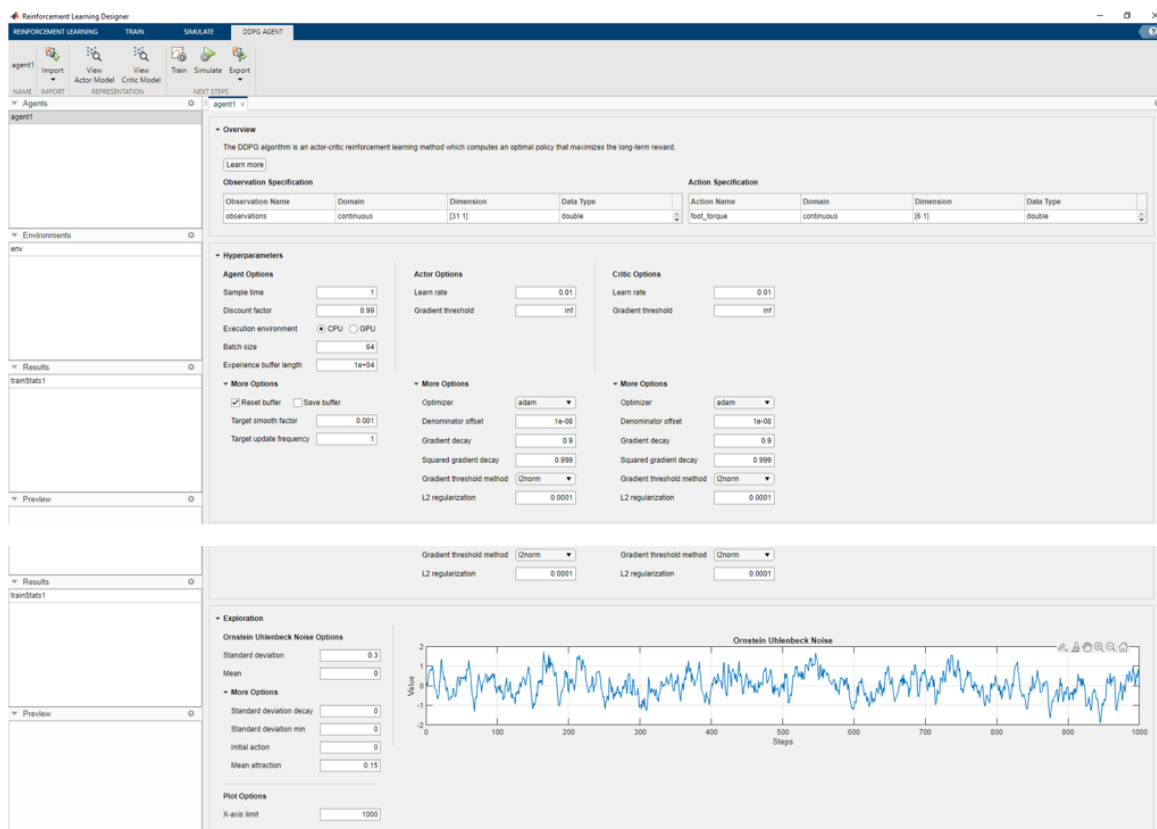 Reinforcement Learning Designer
REINFORCEMENT LEARNING TRAIN SIMULATE DDPG AGENT
agent1 Import View Actor Model View Critic Model Train Simulate Export
NAME IMPORT REPRESENTATION NEXT STEPS
Agents
agent1
agent1 ×
Overview
The DDPG algorithm is an actor-critic reinforcement learning method which computes an optimal policy that maximizes the long-term reward.
Learn more
Observation Specification Action Specification
Observation Name Domain Dimension Data Type Action Name Domain Dimension Data Type
observations continuous [31 1] double foot_torque continuous [6 1] double
Environments
env
Hyperparameters
Agent Options Actor Options Critic Options
Sample time 1 Learn rate 0.01 Learn rate 0.01
Discount factor 0.99 Gradient threshold Inf Gradient threshold Inf
Execution environment CPU GPU
Batch size 64
Experience buffer length 1e+04
Results
trainStats1
More Options More Options More Options
Reset buffer Save buffer Optimizer adam Optimizer adam
Target smooth factor 0.001 Denominator offset 1e-08 Denominator offset 1e-08
Target update frequency 1 Gradient decay 0.9 Gradient decay 0.9
Squared gradient decay 0.999 Squared gradient decay 0.999
Gradient threshold method l2norm Gradient threshold method l2norm
L2 regularization 0.0001 L2 regularization 0.0001
Preview
Gradient threshold method l2norm Gradient threshold method l2norm
L2 regularization 0.0001 L2 regularization 0.0001
Results
trainStats1
Exploration
Ornstein Uhlenbeck Noise Options
Standard deviation 0.3
Mean 0
More Options
Standard deviation decay 0
Standard deviation min 0
Initial action 0
Mean attraction 0.15
Plot Options
X-axis limit 1000
Preview
Ornstein Uhlenbeck Noise
Value
2
1
0
-1
-2
0 100 200 300 400 500 600 700 800 900 1000
Steps